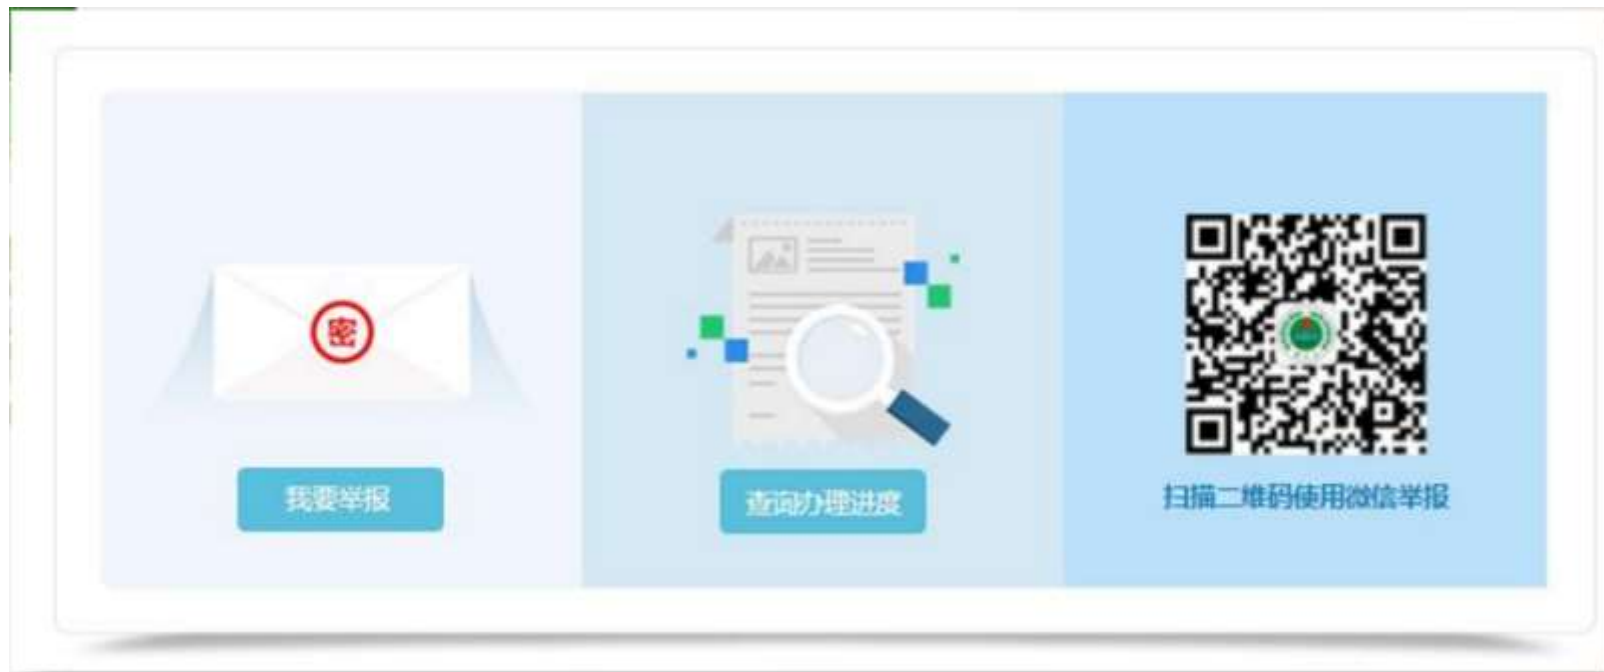 密
我要举报
查询办理进度
扫描二维码使用微信举报